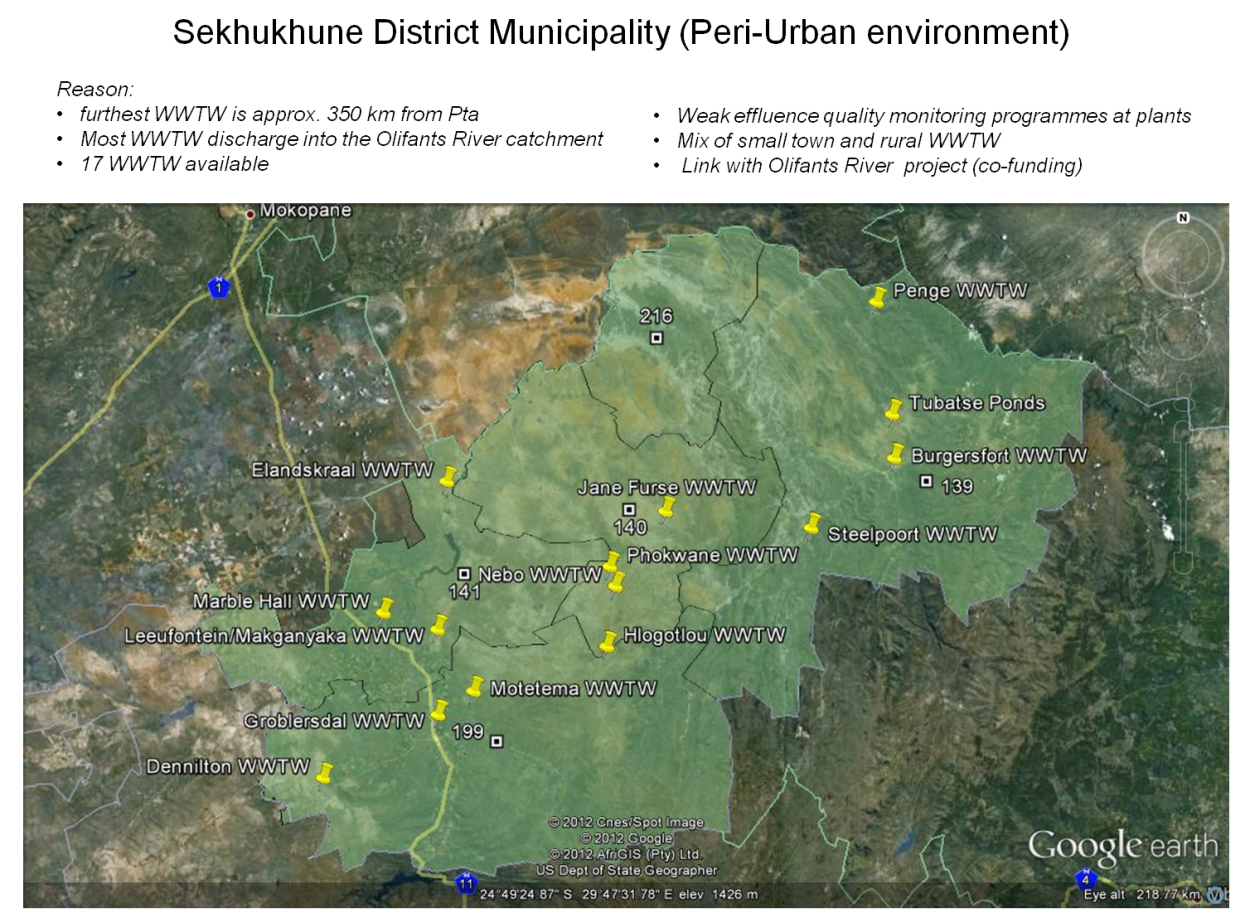 Sekhukhune District Municipality (Peri-Urban environment)
Reason:
• furthest WWTW is approx. 350 km from Pta
• Most WWTW discharge into the Olifants River catchment
• 17 WWTW available
• Weak effluence quality monitoring programmes at plants
• Mix of small town and rural WWTW
• Link with Olifants River project (co-funding)
Mokopane
N
N
1
Penge WWTW
216
Tubatse Ponds
Burgersfort WWTW
Elandskraal WWTW
139
Jane Furse WWTW
140
Steelpoort WWTW
Phokwane WWTW
Nebo WWTW
141
Marble Hall WWTW
Leeufontein/Makganyaka WWTW
Hlogotlou WWTW
Motetema WWTW
Groblersdal WWTW
199
Dennilton WWTW
© 2012 Cnes/Spot Image
© 2012 Google
© 2012 AfriGIS (Pty) Ltd.
US Dept of State Geographer
Google earth
N
11
N
4
24°49'24.87" S 29°47'31.78" E elev 1426 m
Eye alt 218.77 km